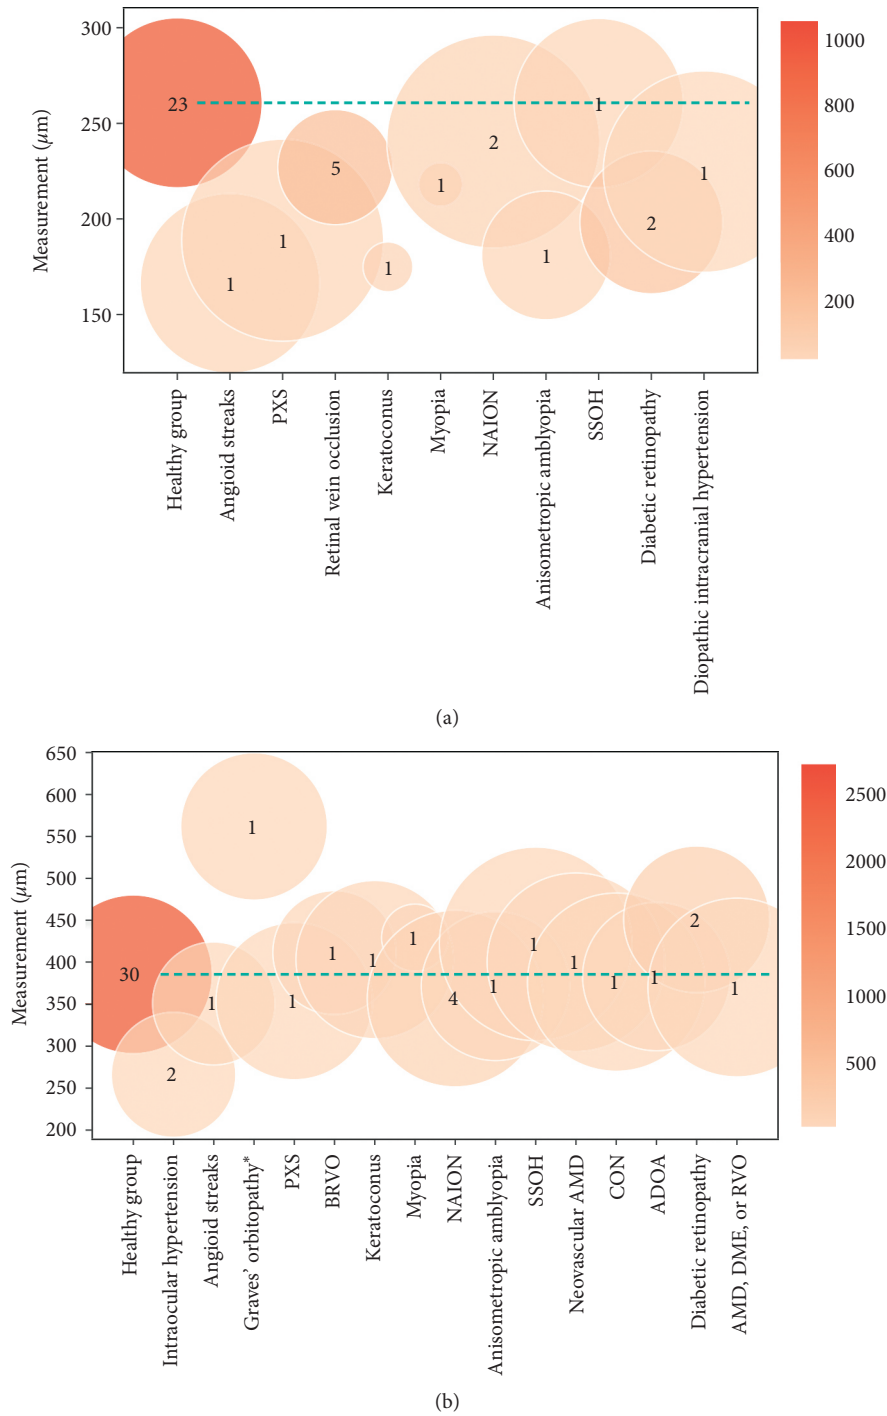 300
250
200
150
Measurement (μm)
23
1
1
5
1
1
2
1
1
2
1
1000
800
600
400
200
Healthy group
Angioid streaks
PXS
Retinal vein occlusion
Keratoconus
Myopia
NAION
Anisometropic amblyopia
SSOH
Diabetic retinopathy
Diopathic intracranial hypertension
(a)
650
600
550
500
450
400
350
300
250
200
Measurement (μm)
30
2
1
1
1
1
1
1
4
1
1
1
1
1
2
1
2500
2000
1500
1000
500
Healthy group
Intraocular hypertension
Angioid streaks
Graves' orbitopathy*
PXS
BRVO
Keratoconus
Myopia
NAION
Anisometropic amblyopia
SSOH
Neovascular AMD
CON
ADOA
Diabetic retinopathy
AMD, DME, or RVO
(b)